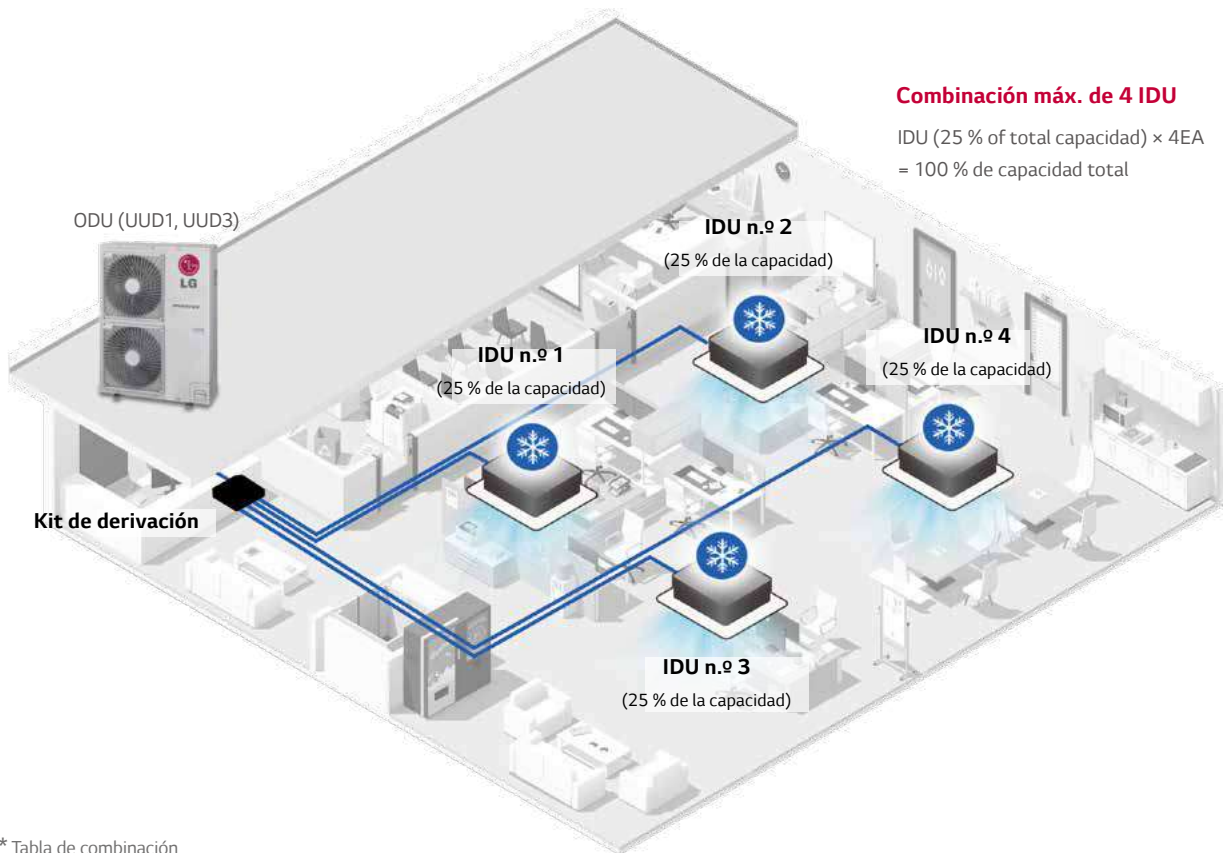 Combinación máx. de 4 IDU
IDU (25 % of total capacidad) × 4EA
= 100 % de capacidad total
ODU (UUD1, UUD3)
LG
IDU n.º 2
(25 % de la capacidad)
IDU n.º 4
(25 % de la capacidad)
IDU n.º 1
(25 % de la capacidad)
Kit de derivación
IDU n.º 3
(25 % de la capacidad)
* Tabla de combinación